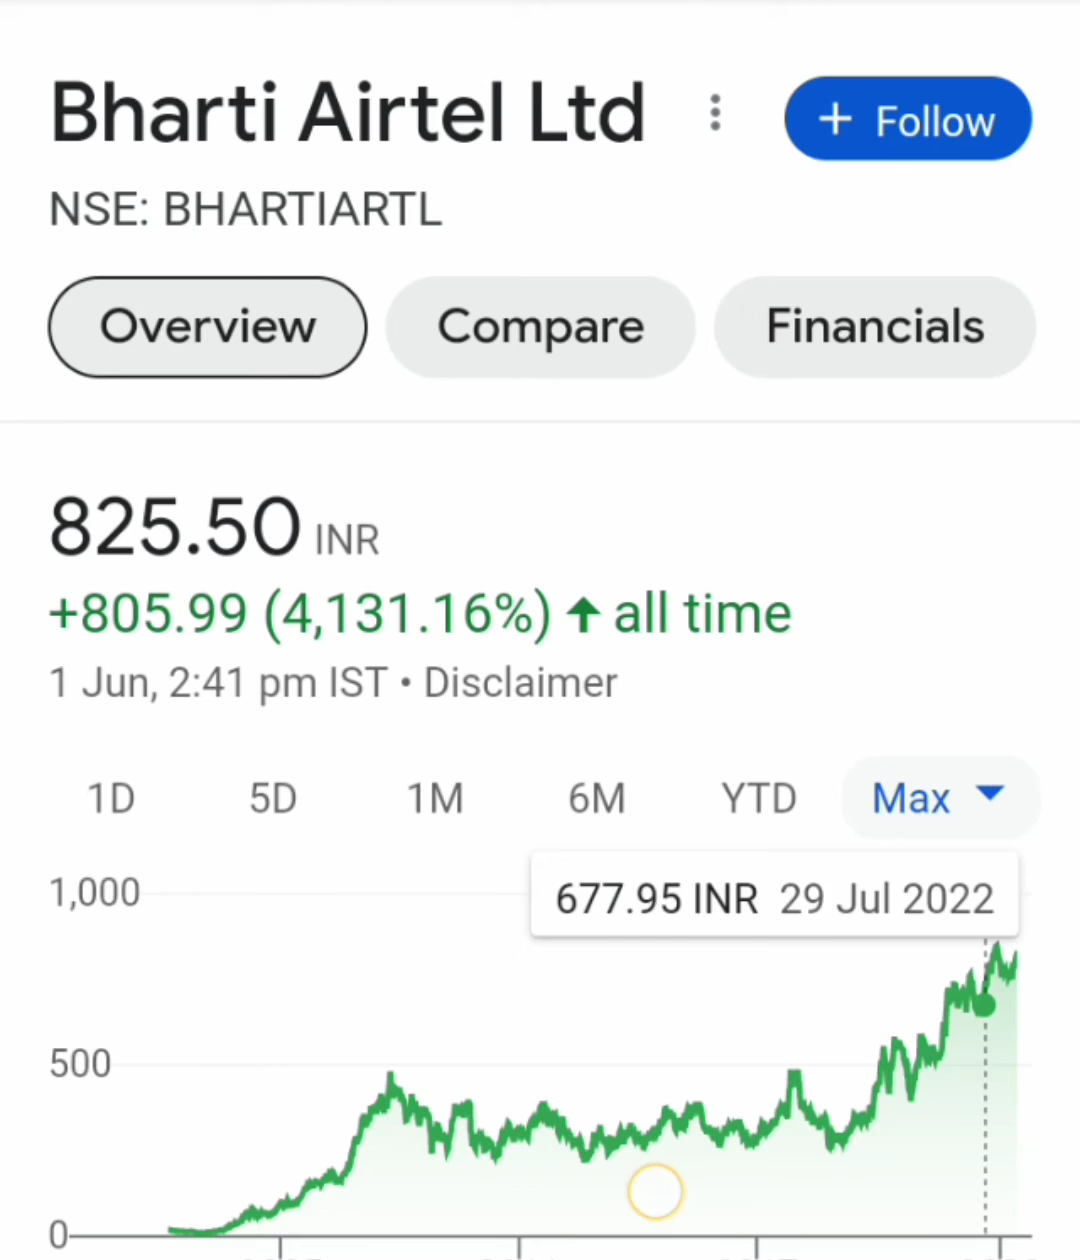 Bharti Airtel Ltd
+ Follow
NSE: BHARTIARTL
Overview Compare Financials
825.50 INR
+805.99 (4,131.16%) ↑ all time
1 Jun, 2:41 pm IST • Disclaimer
1D 5D 1M 6M YTD Max
677.95 INR 29 Jul 2022
1,000
500
0